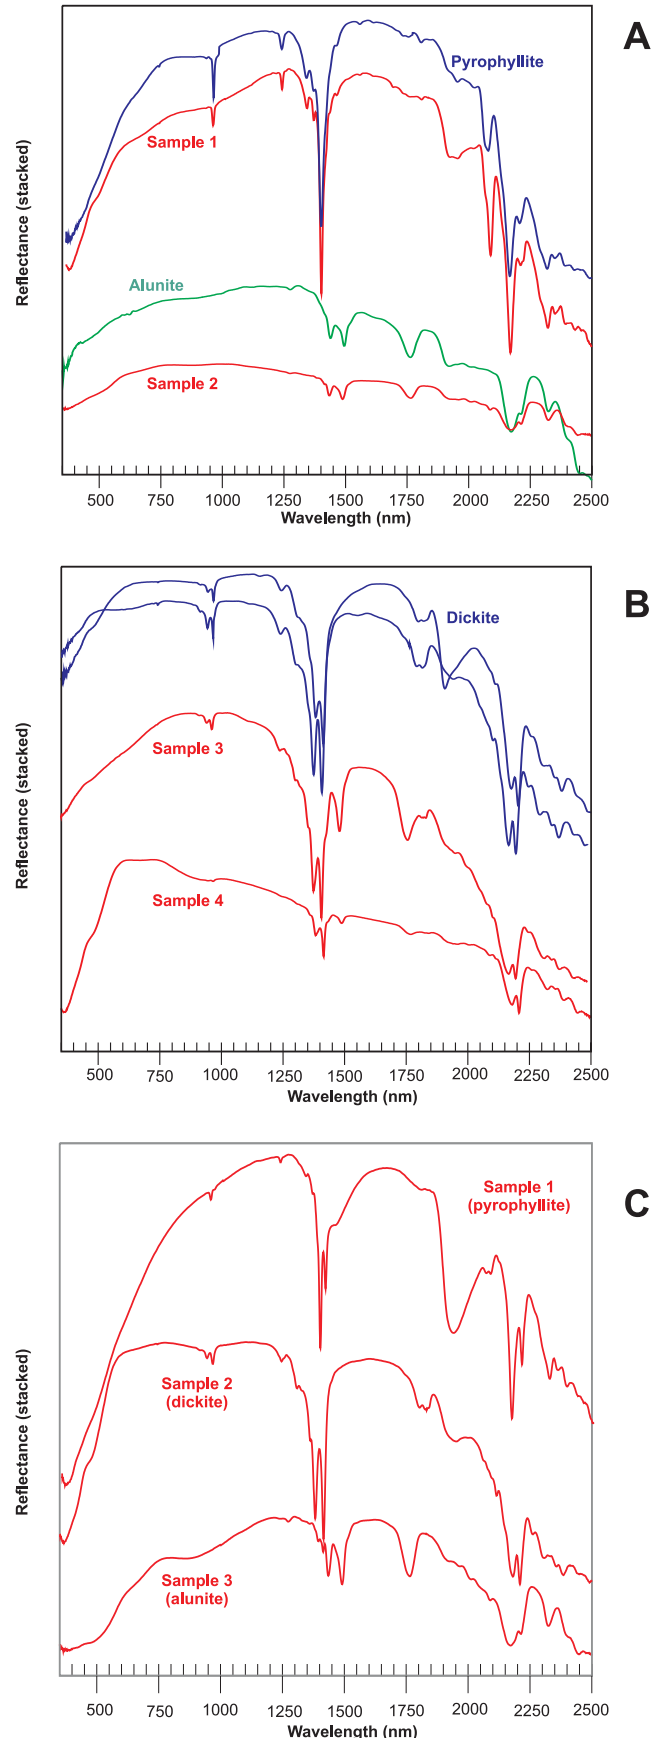 A
Pyrophyllite
Sample 1
Alunite
Sample 2
Reflectance (stacked)
500 750 1000 1250 1500 1750 2000 2250 2500
Wavelength (nm)
B
Dickite
Sample 3
Sample 4
Reflectance (stacked)
500 750 1000 1250 1500 1750 2000 2250 2500
Wavelength (nm)
C
Sample 1
(pyrophyllite)
Sample 2
(dickite)
Sample 3
(alunite)
Reflectance (stacked)
500 750 1000 1250 1500 1750 2000 2250 2500
Wavelength (nm)